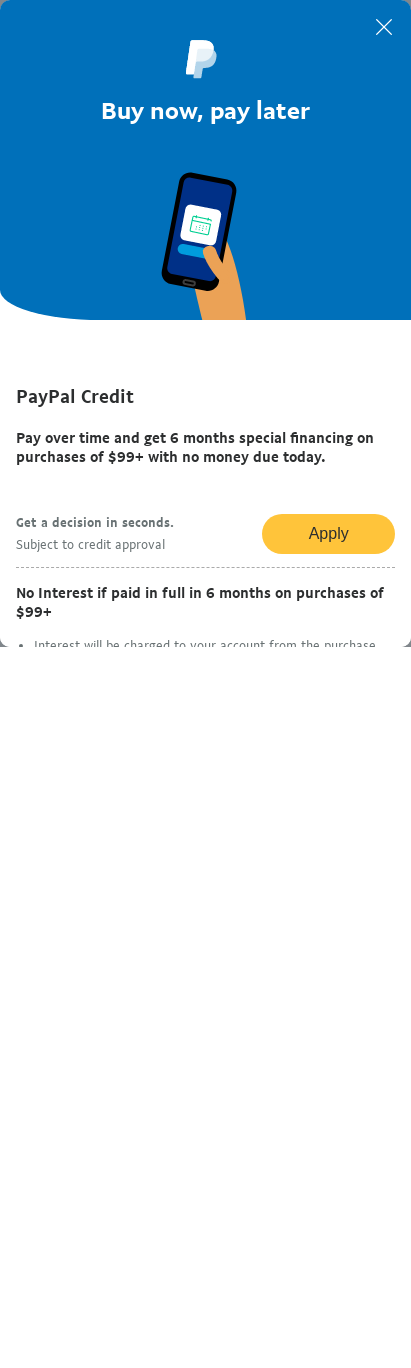 Buy now, pay later
PayPal Credit
Pay over time and get 6 months special financing on
purchases of $99+ with no money due today.
Get a decision in seconds.
Subject to credit approval
Apply
No Interest if paid in full in 6 months on purchases of
$99+
• Interest will be charged to your account from the purchase